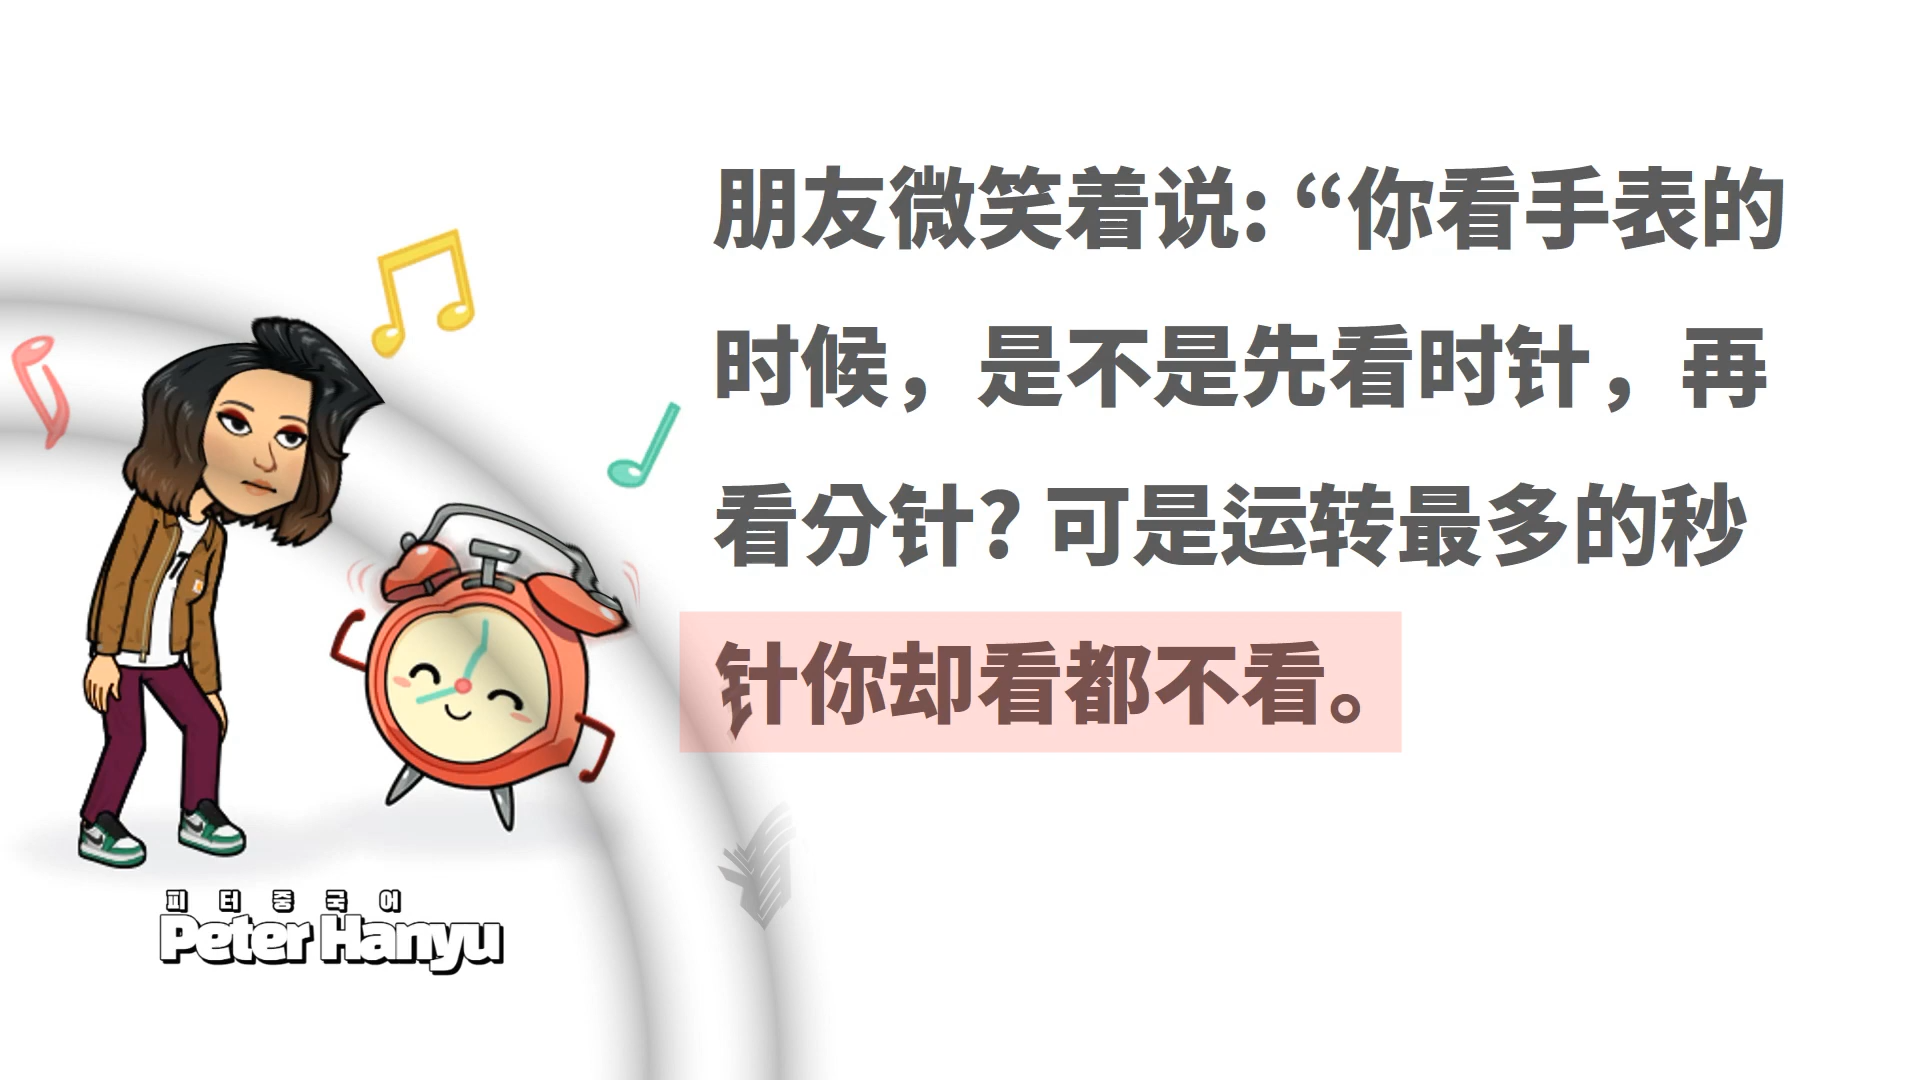 朋友微笑着说: “你看手表的
时候，是不是先看时针，再
看分针? 可是运转最多的秒
针你却看都不看。
피터중국어
Peter Hanyu